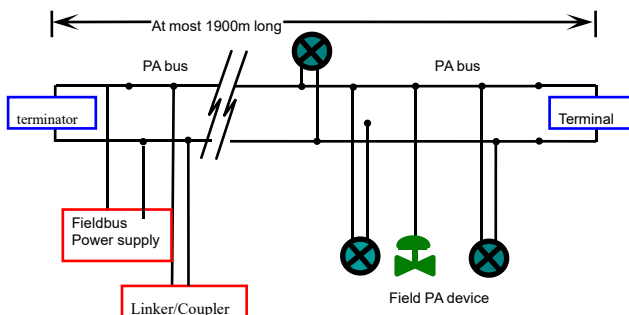 At most 1900m long
PA bus
PA bus
terminator
Terminal
Fieldbus
Power supply
Linker/Coupler
Field PA device